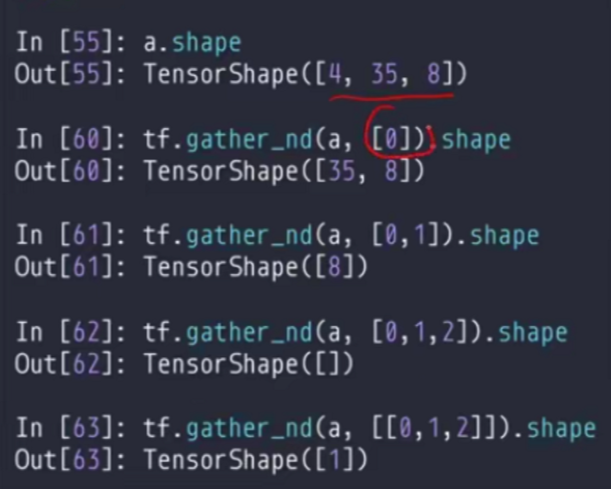 In [55]: a.shape
Out[55]: TensorShape([4, 35, 8])
In [60]: tf.gather_nd(a, [0]).shape
Out[60]: TensorShape([35, 8])
In [61]: tf.gather_nd(a, [0,1]).shape
Out[61]: TensorShape([8])
In [62]: tf.gather_nd(a, [0,1,2]).shape
Out[62]: TensorShape([])
In [63]: tf.gather_nd(a, [[0,1,2]]).shape
Out[63]: TensorShape([1])